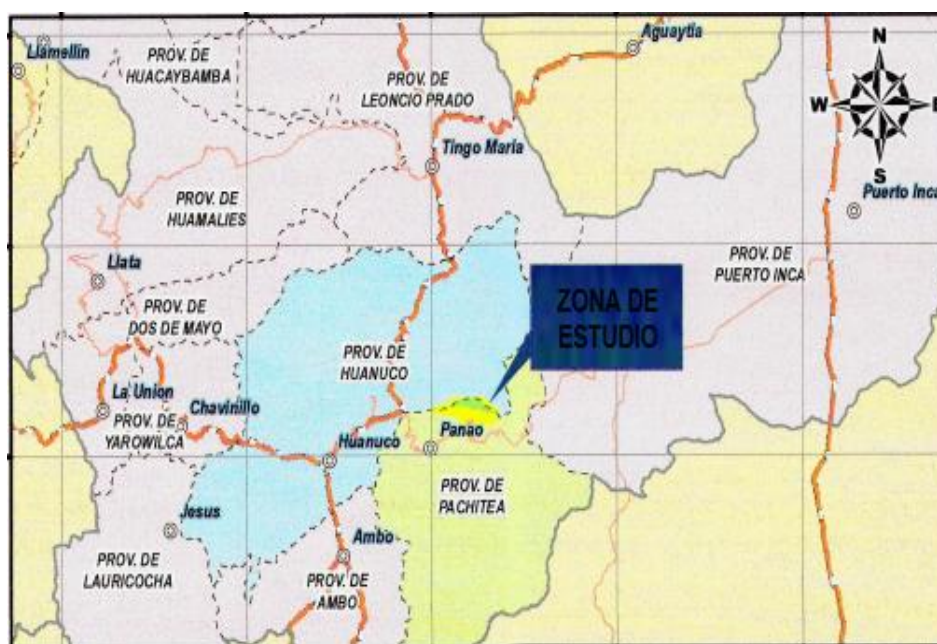 Llamellin
PROV. DE
HUACAYBAMBA
PROV. DE
LEONCIO PRADO
Aguaytia
N
W
E
S
Tingo Maria
PROV. DE
HUAMALIES
Puerto Inca
PROV. DE
PUERTO INCA
Llata
PROV. DE
DOS DE MAYO
ZONA DE
ESTUDIO
PROV. DE
HUANUCO
La Union
Chavinillo
PROV. DE
YAROWILCA
Huanuco
Panao
PROV. DE
PACHITEA
Jesus
Ambo
PROV. DE
LAURICOCHA
PROV. DE
AMBO